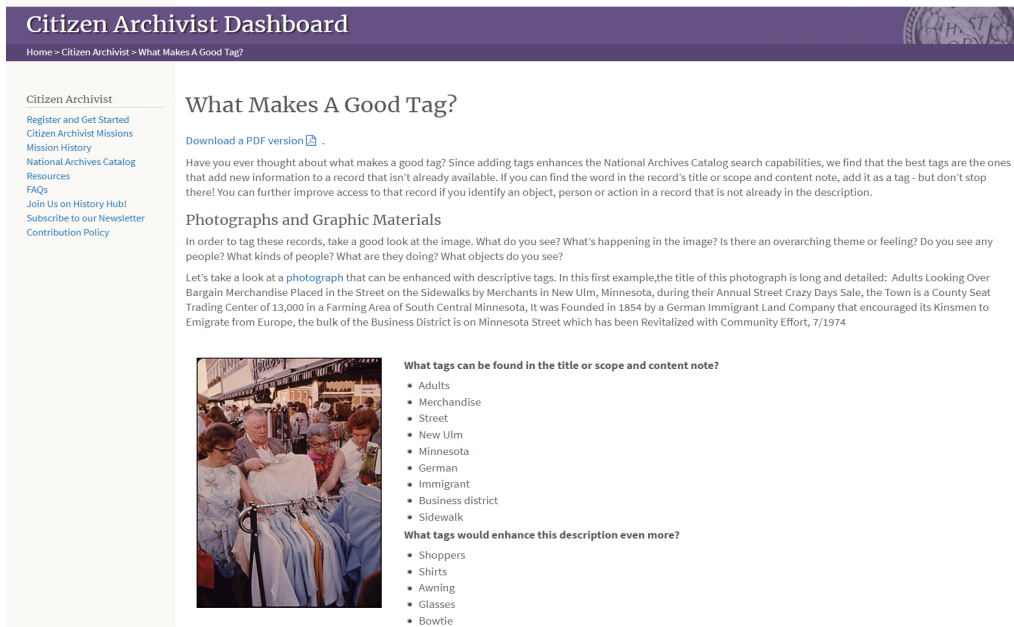 Citizen Archivist Dashboard
Home > Citizen Archivist > What Makes A Good Tag?
Citizen Archivist
Register and Get Started
Citizen Archivist Missions
Mission History
National Archives Catalog
Resources
FAQs
Join Us on History Hub!
Subscribe to our Newsletter
Contribution Policy
What Makes A Good Tag?
Download a PDF version .
Have you ever thought about what makes a good tag? Since adding tags enhances the National Archives Catalog search capabilities, we find that the best tags are the ones
that add new information to a record that isn't already available. If you can find the word in the record's title or scope and content note, add it as a tag - but don't stop
there! You can further improve access to that record if you identify an object, person or action in a record that is not already in the description.
Photographs and Graphic Materials
In order to tag these records, take a good look at the image. What do you see? What's happening in the image? Is there an overarching theme or feeling? Do you see any
people? What kinds of people? What are they doing? What objects do you see?
Let's take a look at a photograph that can be enhanced with descriptive tags. In this first example,the title of this photograph is long and detailed: Adults Looking Over
Bargain Merchandise Placed in the Street on the Sidewalks by Merchants in New Ulm, Minnesota, during their Annual Street Crazy Days Sale, the Town is a County Seat
Trading Center of 13,000 in a Farming Area of South Central Minnesota, It was Founded in 1854 by a German Immigrant Land Company that encouraged its Kinsmen to
Emigrate from Europe, the bulk of the Business District is on Minnesota Street which has been Revitalized with Community Effort, 7/1974
What tags can be found in the title or scope and content note?
Adults
Merchandise
Street
New Ulm
Minnesota
German
Immigrant
Business district
Sidewalk
What tags would enhance this description even more?
Shoppers
Shirts
Awning
Glasses
Bowtie